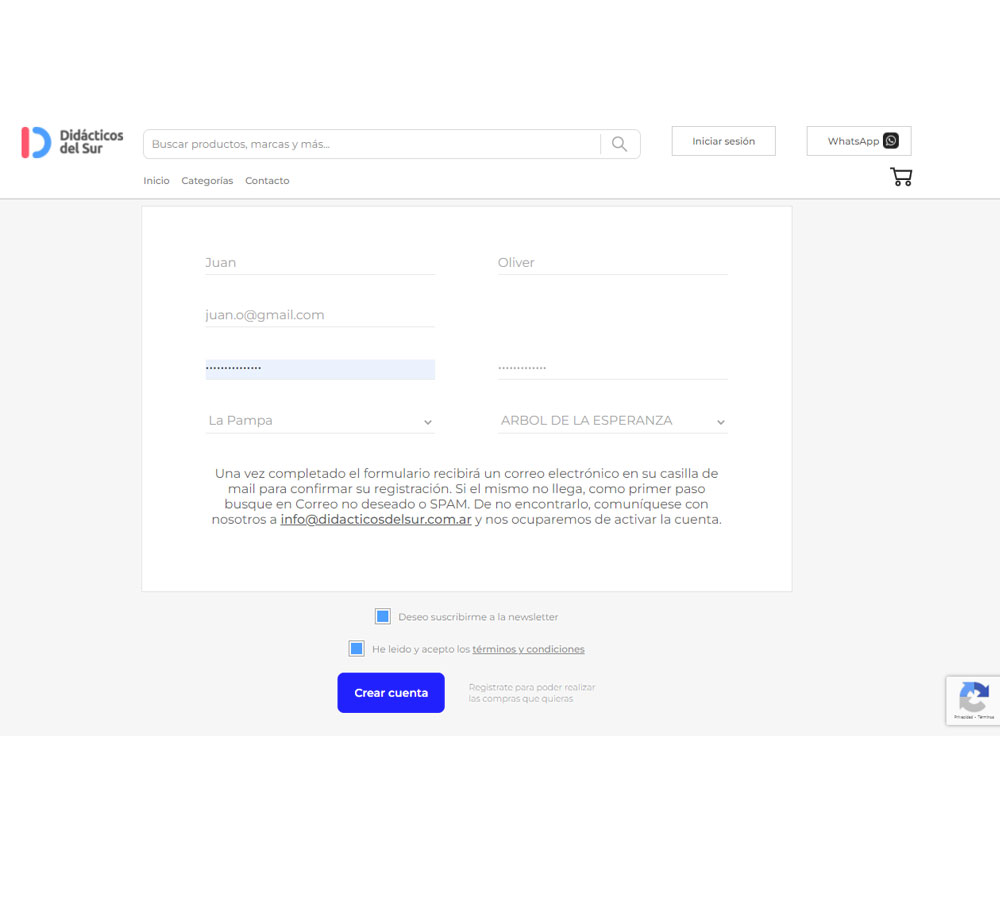 Didácticos
del Sur
Buscar productos, marcas y más...
Iniciar sesión
WhatsApp
Inicio Categorías Contacto
Juan Oliver
juan.o@gmail.com
La Pampa ARBOL DE LA ESPERANZA
Una vez completado el formulario recibirá un correo electrónico en su casilla de
mail para confirmar su registración. Si el mismo no llega, como primer paso
busque en Correo no deseado o SPAM. De no encontrarlo, comuníquese con
nosotros a info@didacticosdelsur.com.ar y nos ocuparemos de activar la cuenta.
Deseo suscribirme a la newsletter
He leido y acepto los términos y condiciones
Crear cuenta
Registrate para poder realizar
las compras que quieras.
Privacidad - Términos